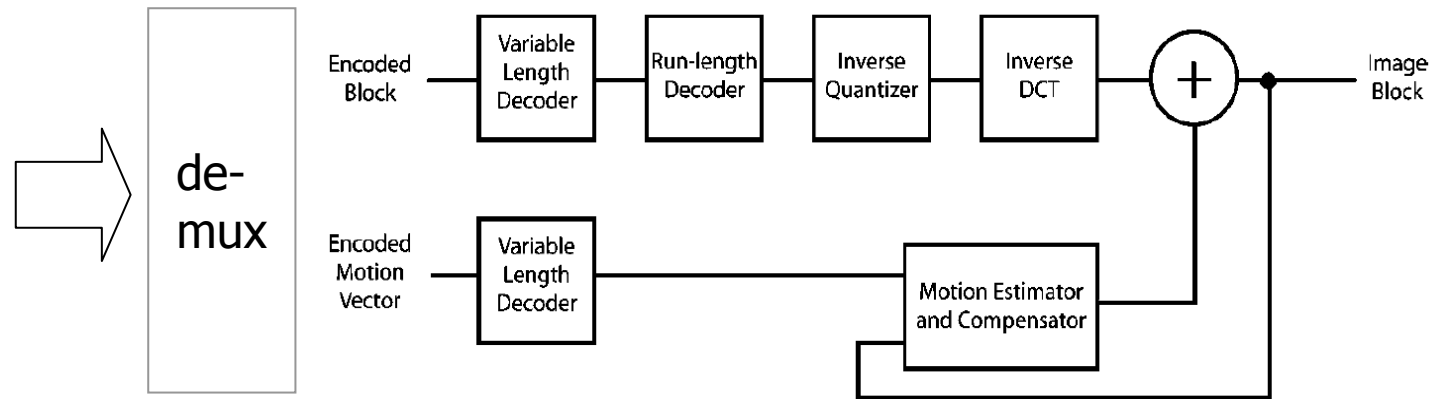 de-
mux
Encoded
Block
Variable
Length
Decoder
Run-length
Decoder
Inverse
Quantizer
Inverse
DCT
+
Image
Block
Encoded
Motion
Vector
Variable
Length
Decoder
Motion Estimator
and Compensator